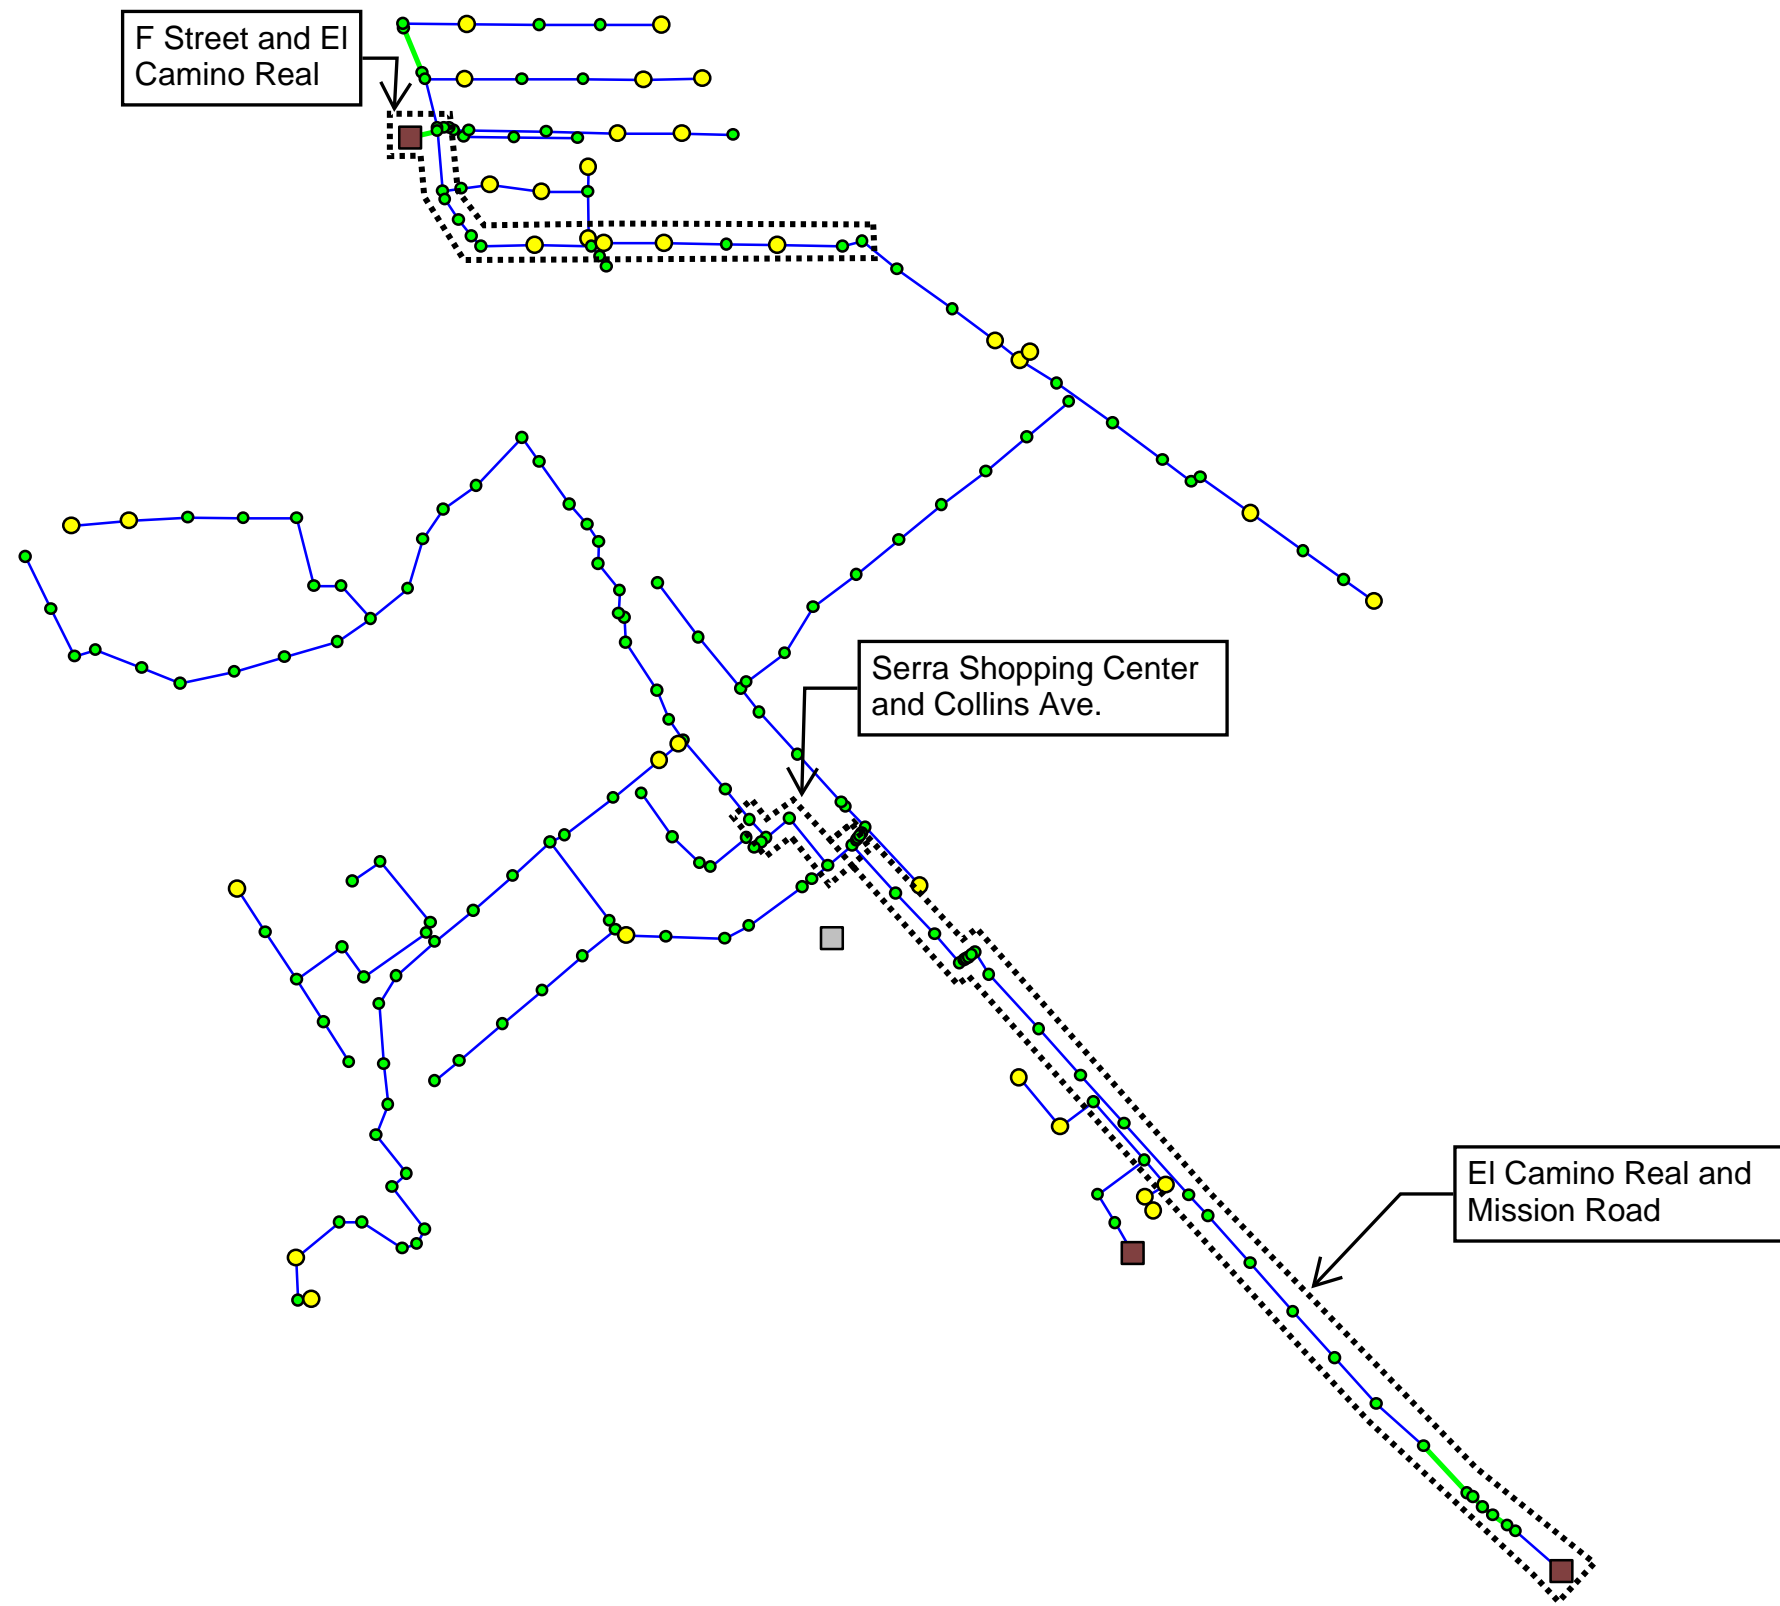 F Street and El
Camino Real
Serra Shopping Center
and Collins Ave.
El Camino Real and
Mission Road